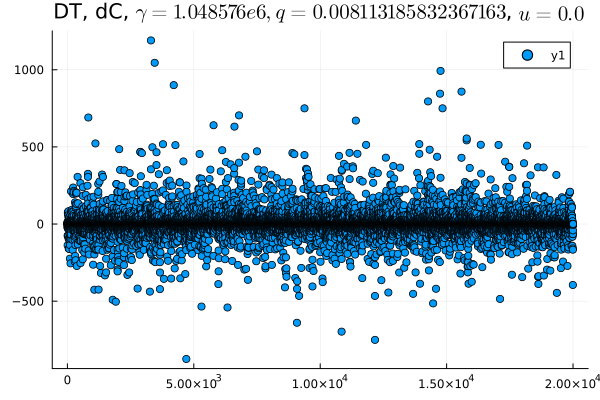 DT, dC, γ = 1.048576e6, q = 0.008113185832367163, u = 0.0
y1
1000
500
0
−500
0 5.00×10³ 1.00×10⁴ 1.50×10⁴ 2.00×10⁴